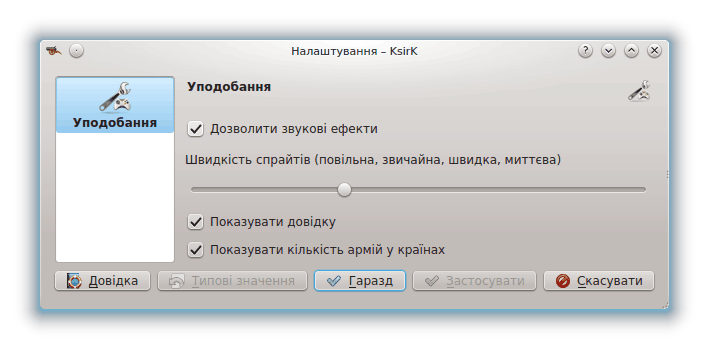 Налаштування – KsirK
Уподобання
Уподобання
Дозволити звукові ефекти
Швидкість спрайтів (повільна, звичайна, швидка, миттєва)
Показувати довідку
Показувати кількість армій у країнах
Довідка
Типові значення
Гаразд
Застосувати
Скасувати